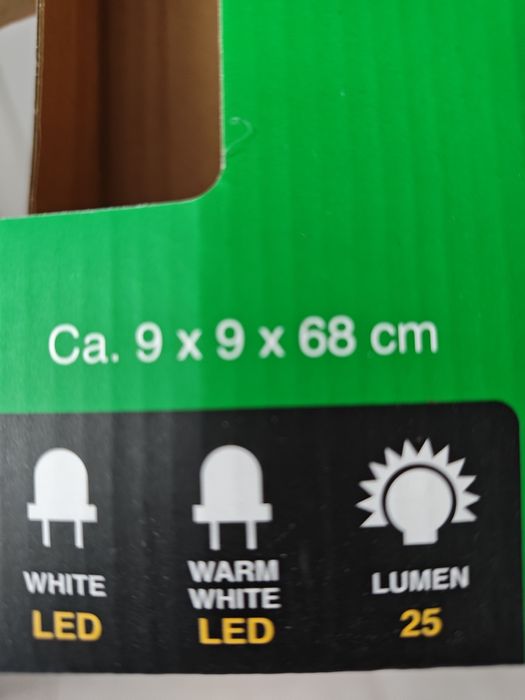 Ca. 9 x 9 x 68 cm
WHITE
LED
WARM
WHITE
LED
LUMEN
25